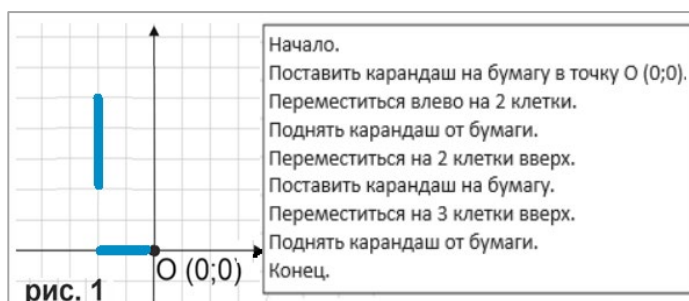 Начало.
Поставить карандаш на бумагу в точку О (0;0).
Переместиться влево на 2 клетки.
Поднять карандаш от бумаги.
Переместиться на 2 клетки вверх.
Поставить карандаш на бумагу.
Переместиться на 3 клетки вверх.
Поднять карандаш от бумаги.
Конец.
О (0;0)
рис. 1